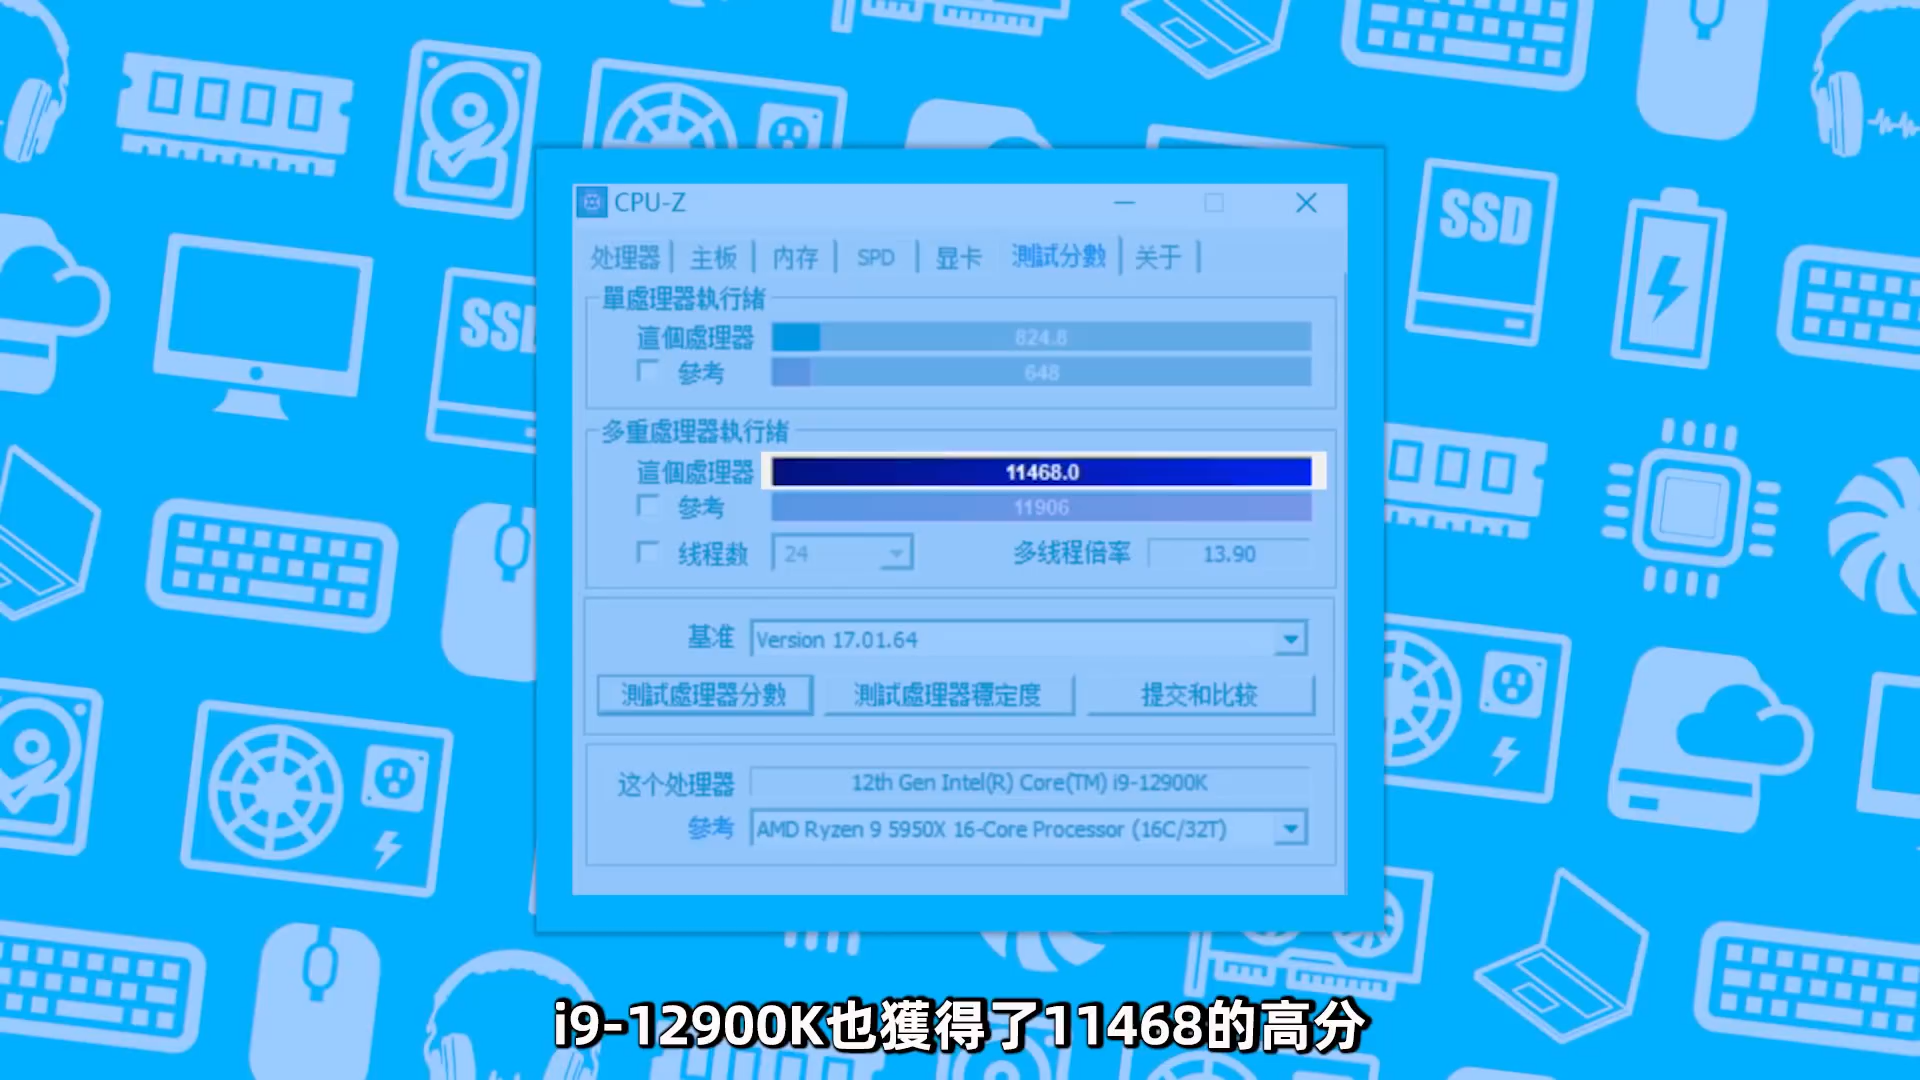 SSD
SSD
CPU-Z
处理器 主板 内存 SPD 显卡 測試分數 关于
單處理器執行緒
這個處理器 824.8
參考 648
多重處理器執行緒
這個處理器 11468.0
參考 11906
线程数 24 多线程倍率 13.90
基准 Version 17.01.64
測試處理器分數 測試處理器穩定度 提交和比较
这个处理器 12th Gen Intel(R) Core(TM) i9-12900K
參考 AMD Ryzen 9 5950X 16-Core Processor (16C/32T)
i9-12900K也獲得了11468的高分